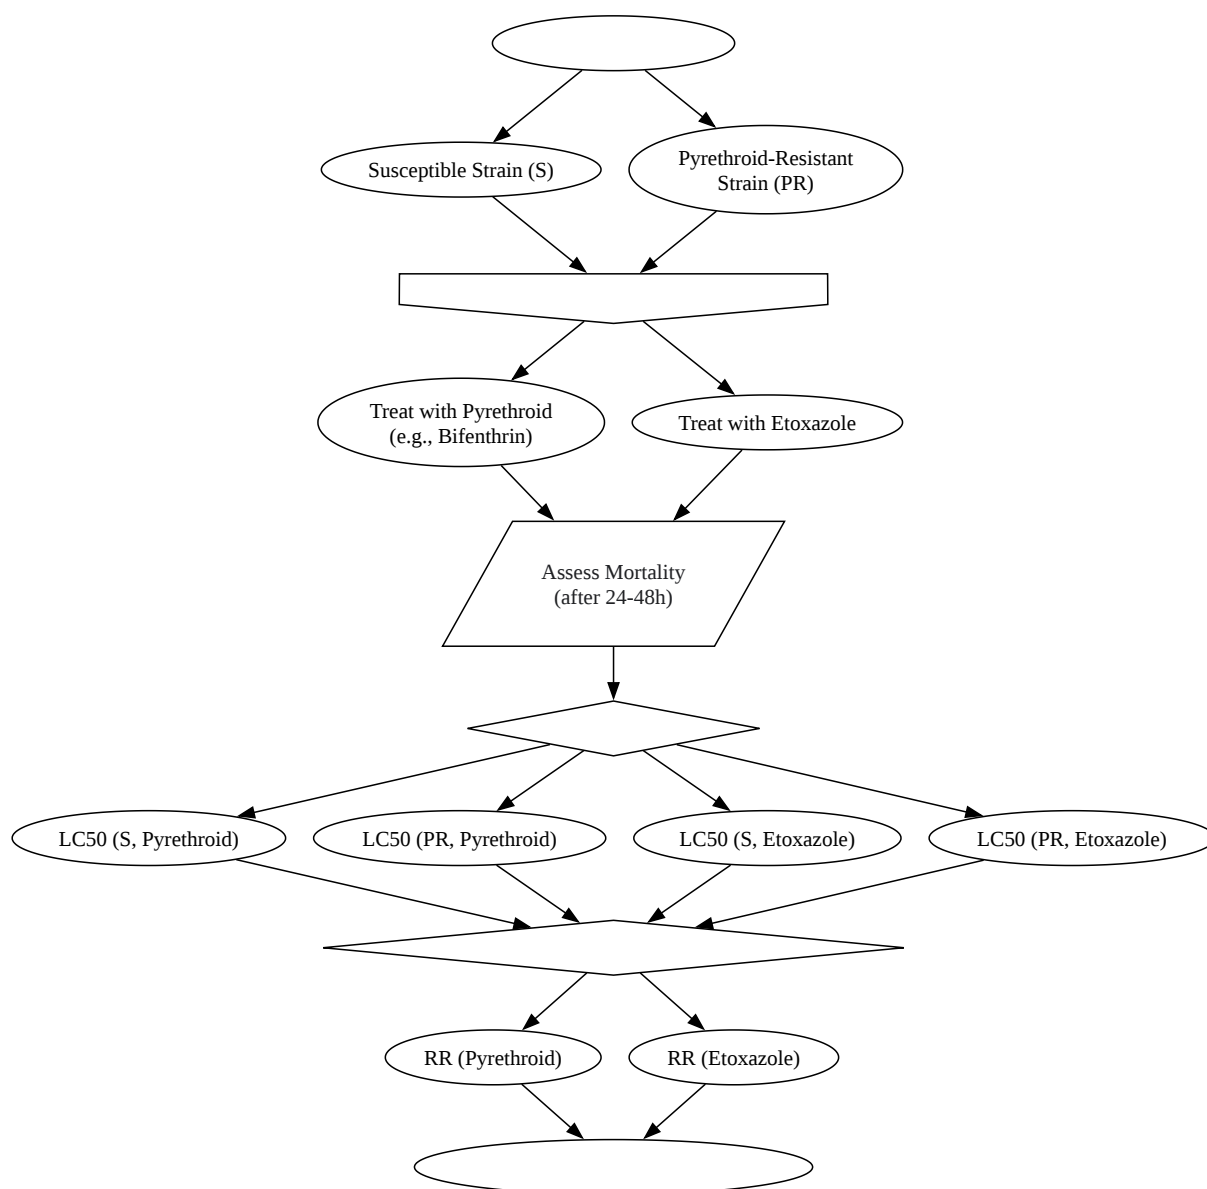 Susceptible Strain (S)
Pyrethroid-Resistant
Strain (PR)
Treat with Pyrethroid
(e.g., Bifenthrin)
Treat with Etoxazole
Assess Mortality
(after 24-48h)
LC50 (S, Pyrethroid)
LC50 (PR, Pyrethroid)
LC50 (S, Etoxazole)
LC50 (PR, Etoxazole)
RR (Pyrethroid)
RR (Etoxazole)